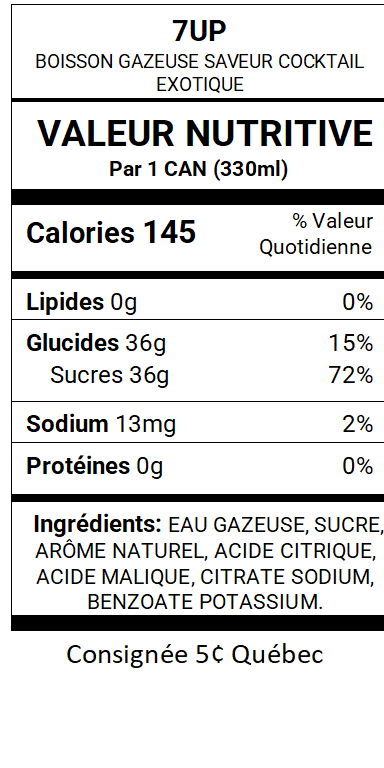 7UP
BOISSON GAZEUSE SAVEUR COCKTAIL
EXOTIQUE
VALEUR NUTRITIVE
Par 1 CAN (330ml)
Calories 145
% Valeur
Quotidienne
Lipides 0g 0%
Glucides 36g 15%
Sucres 36g 72%
Sodium 13mg 2%
Protéines 0g 0%
Ingrédients: EAU GAZEUSE, SUCRE,
ARÔME NATUREL, ACIDE CITRIQUE,
ACIDE MALIQUE, CITRATE SODIUM,
BENZOATE POTASSIUM.
Consignée 5¢ Québec